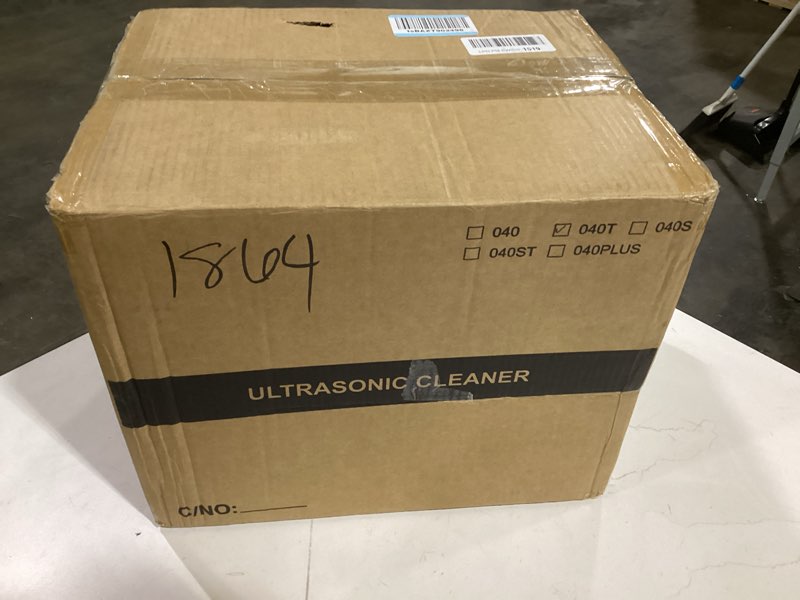 1864
040 040T 040S
040ST 040PLUS
ULTRASONIC CLEANER
C/NO: